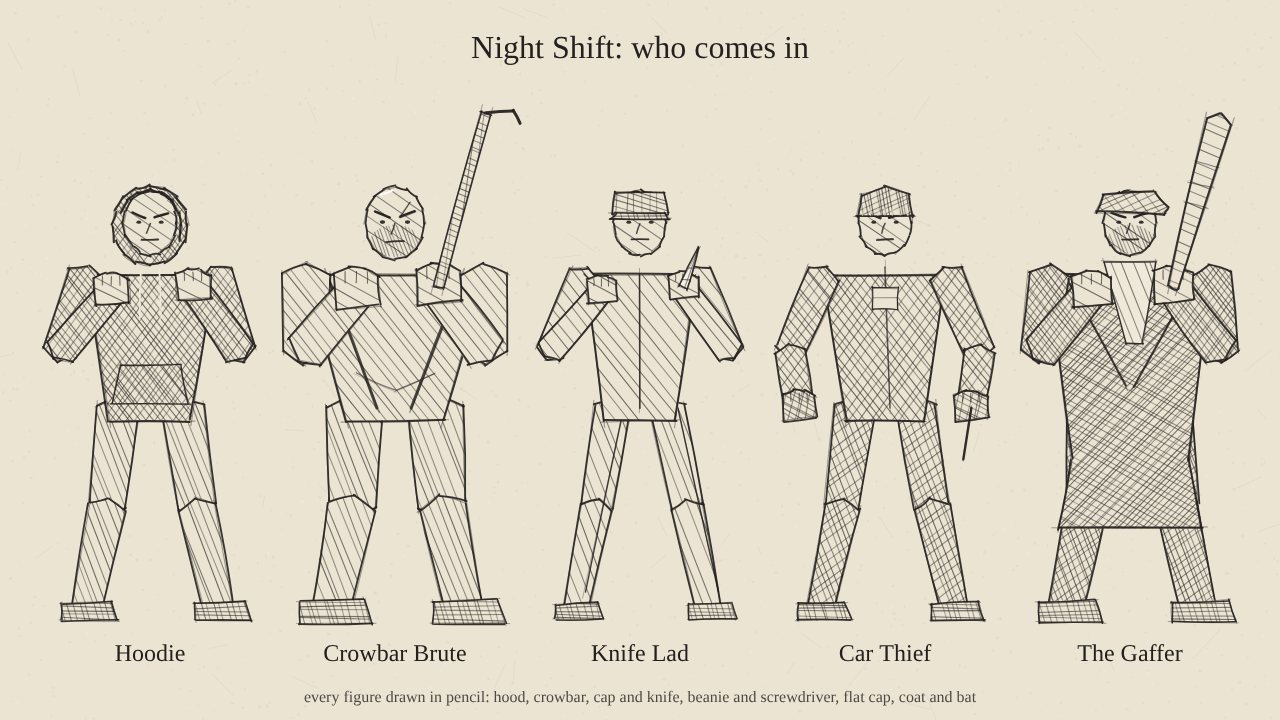 Night Shift: who comes in
Hoodie
Crowbar Brute
Knife Lad
Car Thief
The Gaffer
every figure drawn in pencil: hood, crowbar, cap and knife, beanie and screwdriver, flat cap, coat and bat